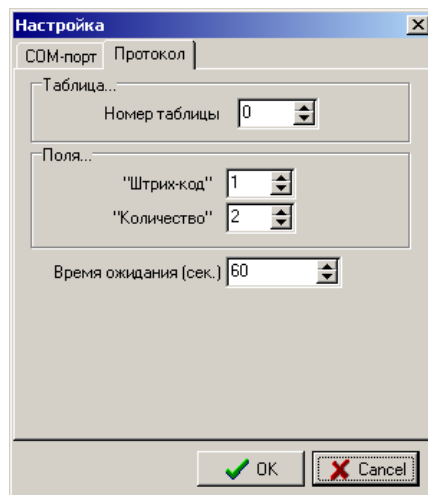 Настройка
COM-порт Протокол
Таблица...
Номер таблицы 0
Поля...
"Штрих-код" 1
"Количество" 2
Время ожидания (сек.) 60
OK Cancel